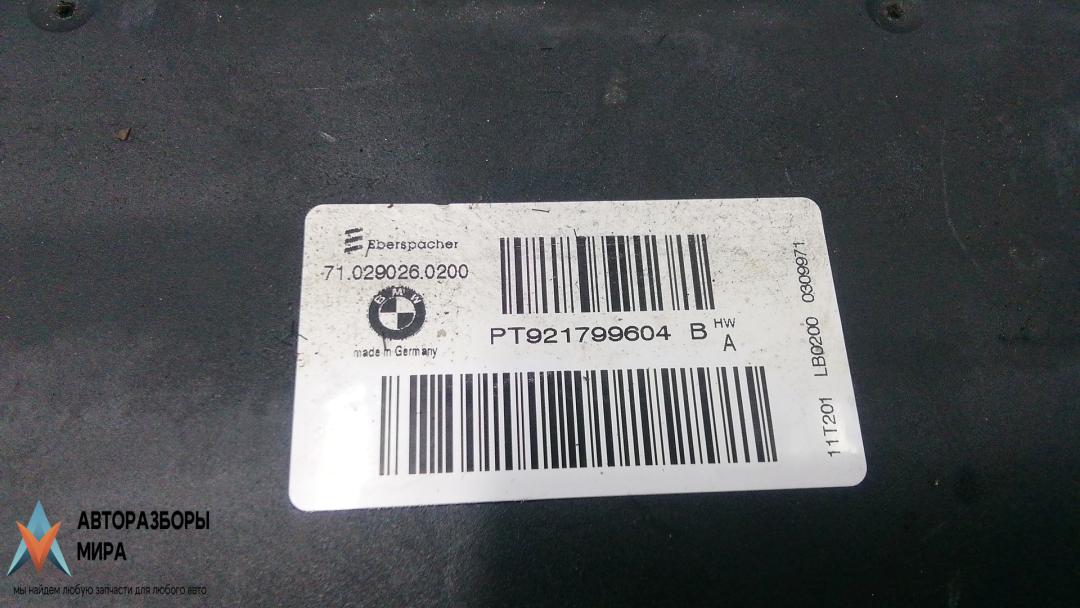 Eberspächer
71.029026.0200
BMW
made in Germany
PT921799604 B HW
A
11T201 LB0200 0309971
АВТОРАЗБОРЫ
МИРА
мы найдем любую запчасти для любого авто